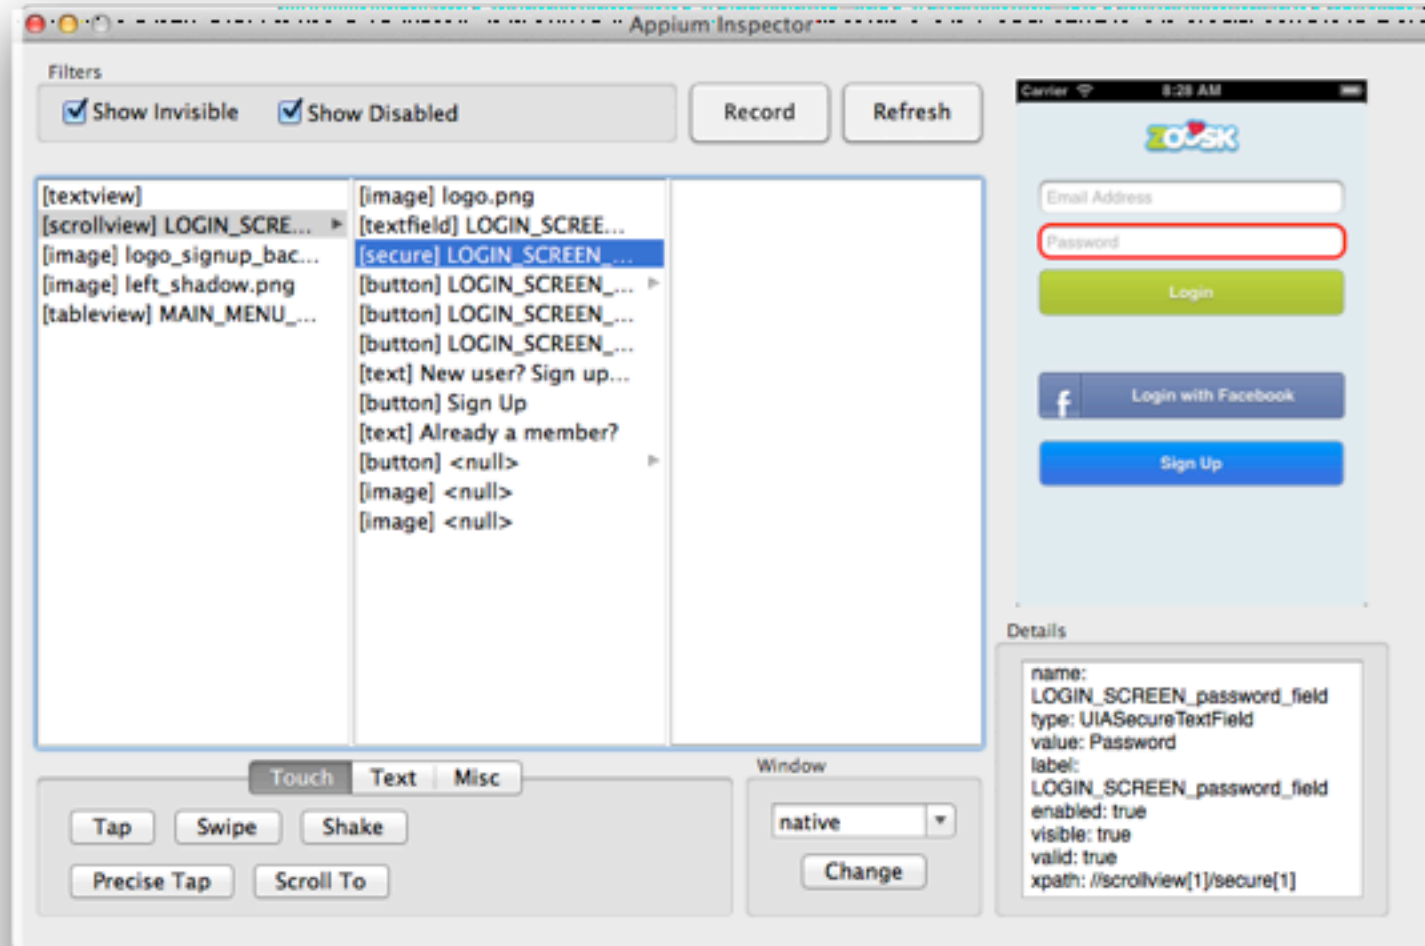 Appium Inspector
Filters
Show Invisible
Show Disabled
Record
Refresh
[textview]
[scrollview] LOGIN_SCRE...
[image] logo_signup_bac...
[image] left_shadow.png
[tableview] MAIN_MENU_...
[image] logo.png
[textfield] LOGIN_SCREE...
[secure] LOGIN_SCREEN_...
[button] LOGIN_SCREEN_...
[button] LOGIN_SCREEN_...
[button] LOGIN_SCREEN_...
[text] New user? Sign up...
[button] Sign Up
[text] Already a member?
[button] <null>
[image] <null>
[image] <null>
Carrier 8:28 AM
ZOOSK
Email Address
Password
Login
f Login with Facebook
Sign Up
Details
name:
LOGIN_SCREEN_password_field
type: UIASecureTextField
value: Password
label:
LOGIN_SCREEN_password_field
enabled: true
visible: true
valid: true
xpath: //scrollview[1]/secure[1]
Touch Text Misc
Tap Swipe Shake
Precise Tap Scroll To
Window
native
Change